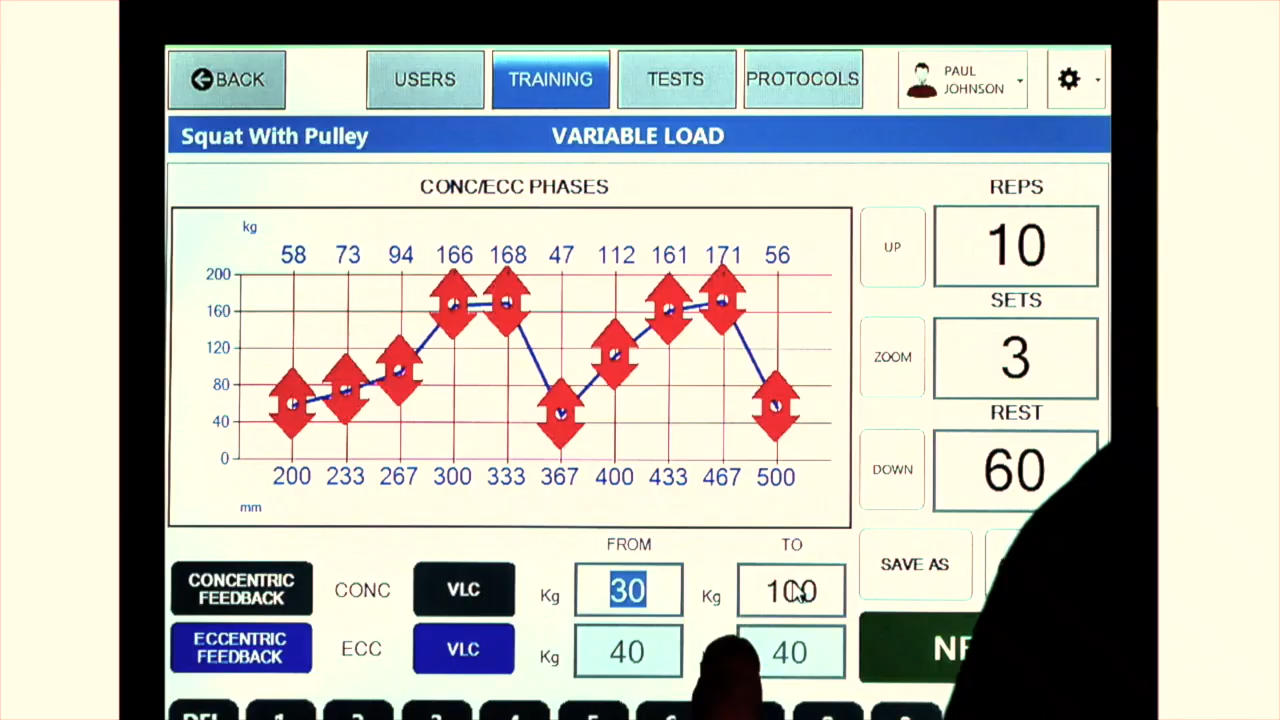 BACK
USERS
TRAINING
TESTS
PROTOCOLS
PAUL
JOHNSON
Squat With Pulley
VARIABLE LOAD
CONC/ECC PHASES
REPS
kg
58 73 94 166 168 47 112 161 171 56
UP
10
200
160
120
80
40
0
SETS
ZOOM
3
REST
DOWN
60
200 233 267 300 333 367 400 433 467 500
mm
FROM
TO
SAVE AS
CONCENTRIC
FEEDBACK
CONC
VLC
Kg
30
Kg
100
ECCENTRIC
FEEDBACK
ECC
VLC
Kg
40
40